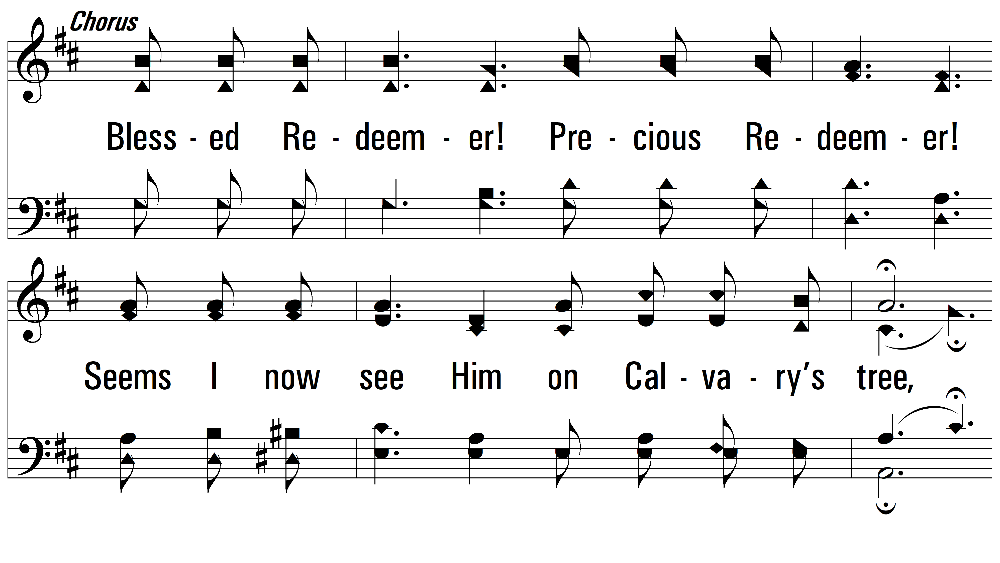 Chorus
Bless - ed Re - deem - er! Pre - cious Re - deem - er!
Seems I now see Him on Cal - va - ry’s tree,